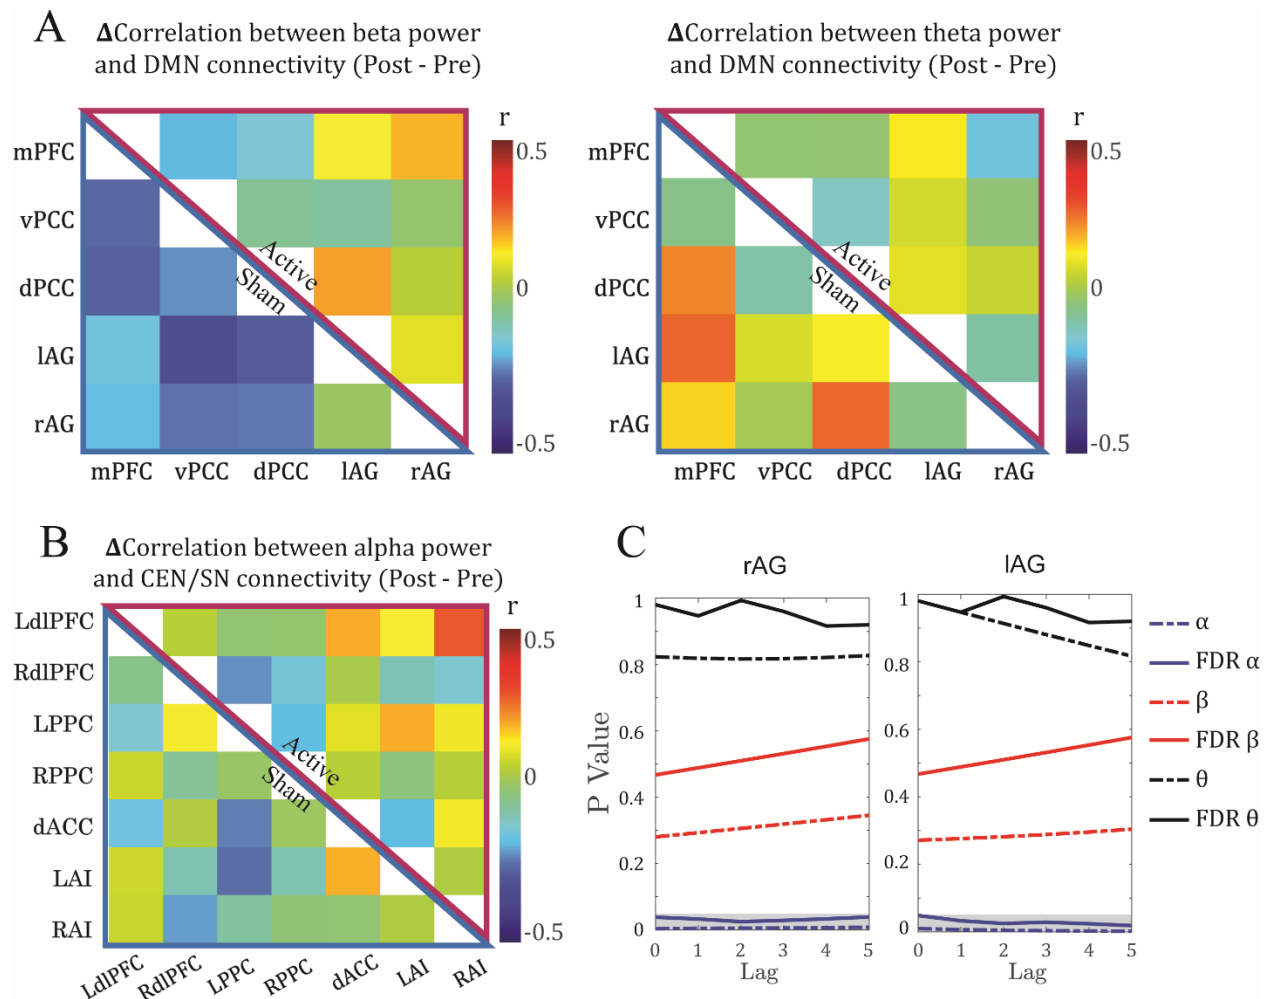 A
ΔCorrelation between beta power
and DMN connectivity (Post - Pre)
r
mPFC
vPCC
dPCC
lAG
rAG
Active
Sham
0.5
0
-0.5
mPFC vPCC dPCC lAG rAG
ΔCorrelation between theta power
and DMN connectivity (Post - Pre)
r
mPFC
vPCC
dPCC
lAG
rAG
Active
Sham
0.5
0
-0.5
mPFC vPCC dPCC lAG rAG
B
ΔCorrelation between alpha power
and CEN/SN connectivity (Post - Pre)
r
LdlPFC
RdlPFC
LPPC
RPPC
dACC
LAI
RAI
Active
Sham
0.5
0
-0.5
LdlPFC RdlPFC LPPC RPPC dACC LAI RAI
C
rAG
P Value
1
0.8
0.6
0.4
0.2
0
0 1 2 3 4 5
Lag
lAG
1
0.8
0.6
0.4
0.2
0
0 1 2 3 4 5
Lag
α
FDR α
β
FDR β
θ
FDR θ